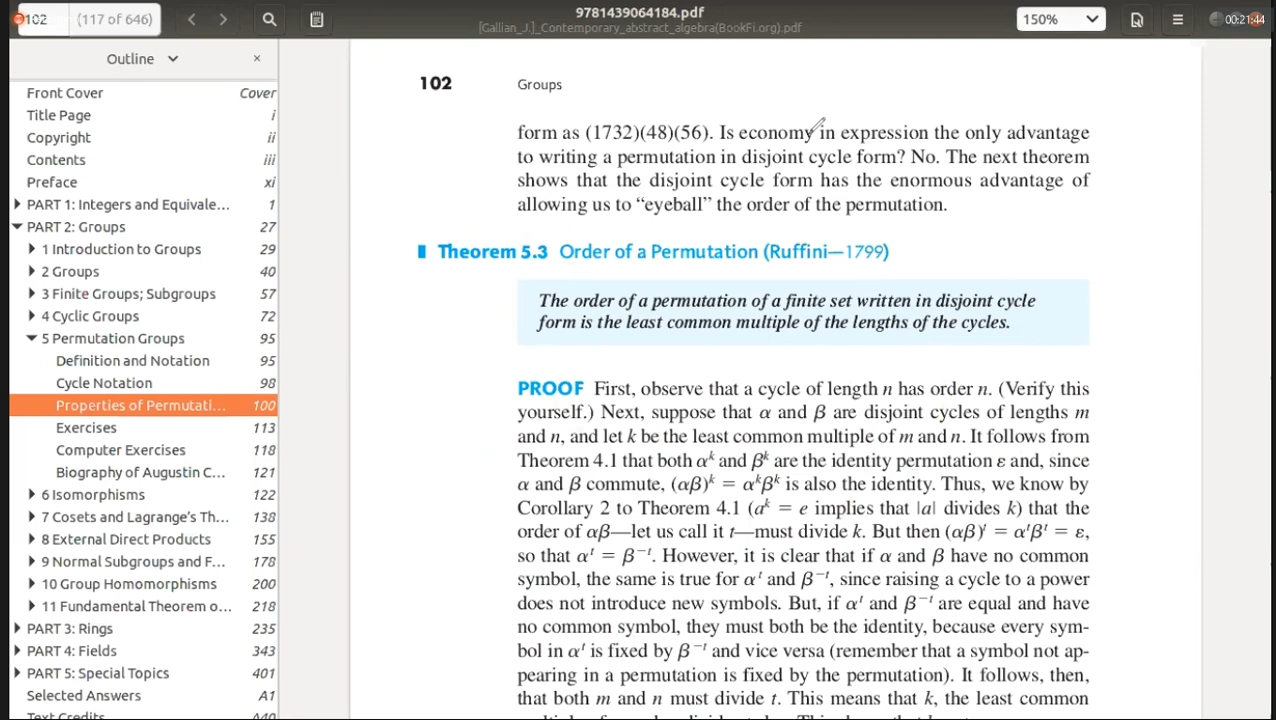 102
(117 of 646)
9781439064184.pdf
[Gallian_J.]_Contemporary_abstract_algebra(BookFi.org).pdf
150%
00:21:44
Outline
Front Cover Cover
Title Page i
Copyright ii
Contents iii
Preface xi
PART 1: Integers and Equivale... 1
PART 2: Groups 27
1 Introduction to Groups 29
2 Groups 40
3 Finite Groups; Subgroups 57
4 Cyclic Groups 72
5 Permutation Groups 95
Definition and Notation 95
Cycle Notation 98
Properties of Permutati... 100
Exercises 113
Computer Exercises 118
Biography of Augustin C... 121
6 Isomorphisms 122
7 Cosets and Lagrange's Th... 138
8 External Direct Products 155
9 Normal Subgroups and F... 178
10 Group Homomorphisms 200
11 Fundamental Theorem o... 218
PART 3: Rings 235
PART 4: Fields 343
PART 5: Special Topics 401
Selected Answers A1
Text Credits A40
102 Groups
form as (1732)(48)(56). Is economy in expression the only advantage
to writing a permutation in disjoint cycle form? No. The next theorem
shows that the disjoint cycle form has the enormous advantage of
allowing us to “eyeball” the order of the permutation.
Theorem 5.3 Order of a Permutation (Ruffini—1799)
The order of a permutation of a finite set written in disjoint cycle
form is the least common multiple of the lengths of the cycles.
PROOF First, observe that a cycle of length n has order n. (Verify this
yourself.) Next, suppose that α and β are disjoint cycles of lengths m
and n, and let k be the least common multiple of m and n. It follows from
Theorem 4.1 that both αᵏ and βᵏ are the identity permutation ε and, since
α and β commute, (αβ)ᵏ = αᵏβᵏ is also the identity. Thus, we know by
Corollary 2 to Theorem 4.1 (aᵏ = e implies that |a| divides k) that the
order of αβ—let us call it t—must divide k. But then (αβ)ᵗ = αᵗβᵗ = ε,
so that αᵗ = β⁻ᵗ. However, it is clear that if α and β have no common
symbol, the same is true for αᵗ and β⁻ᵗ, since raising a cycle to a power
does not introduce new symbols. But, if αᵗ and β⁻ᵗ are equal and have
no common symbol, they must both be the identity, because every sym-
bol in αᵗ is fixed by β⁻ᵗ and vice versa (remember that a symbol not ap-
pearing in a permutation is fixed by the permutation). It follows, then,
that both m and n must divide t. This means that k, the least common